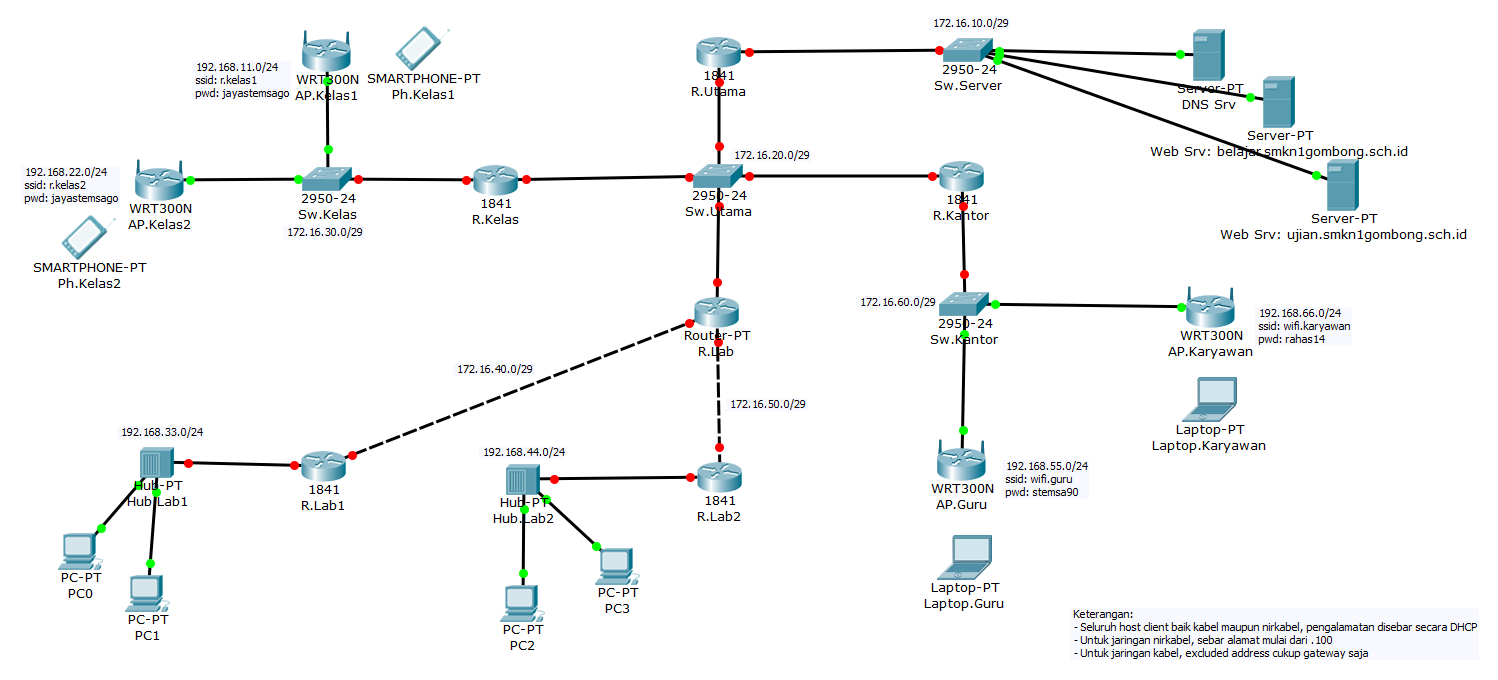 192.168.11.0/24
ssid: r.kelas1
pwd: jayastemsago
WRT300N
AP.Kelas1
SMARTPHONE-PT
Ph.Kelas1
1841
R.Utama
172.16.10.0/29
2950-24
Sw.Server
Server-PT
DNS Srv
Server-PT
Web Srv: belajar.smkn1gombong.sch.id
Server-PT
Web Srv: ujian.smkn1gombong.sch.id
192.168.22.0/24
ssid: r.kelas2
pwd: jayastemsago
WRT300N
AP.Kelas2
SMARTPHONE-PT
Ph.Kelas2
2950-24
Sw.Kelas
172.16.30.0/29
1841
R.Kelas
172.16.20.0/29
2950-24
Sw.Utama
1841
R.Kantor
Router-PT
R.Lab
172.16.60.0/29
2950-24
Sw.Kantor
WRT300N
AP.Karyawan
192.168.66.0/24
ssid: wifi.karyawan
pwd: rahas14
Laptop-PT
Laptop.Karyawan
172.16.40.0/29
172.16.50.0/29
192.168.33.0/24
Hub-PT
Hub.Lab1
1841
R.Lab1
192.168.44.0/24
Hub-PT
Hub.Lab2
1841
R.Lab2
WRT300N
AP.Guru
192.168.55.0/24
ssid: wifi.guru
pwd: stemsa90
PC-PT
PC0
PC-PT
PC1
PC-PT
PC2
PC-PT
PC3
Laptop-PT
Laptop.Guru
Keterangan:
- Seluruh host client baik kabel maupun nirkabel, pengalamatan disebar secara DHCP
- Untuk jaringan nirkabel, sebar alamat mulai dari .100
- Untuk jaringan kabel, excluded address cukup gateway saja